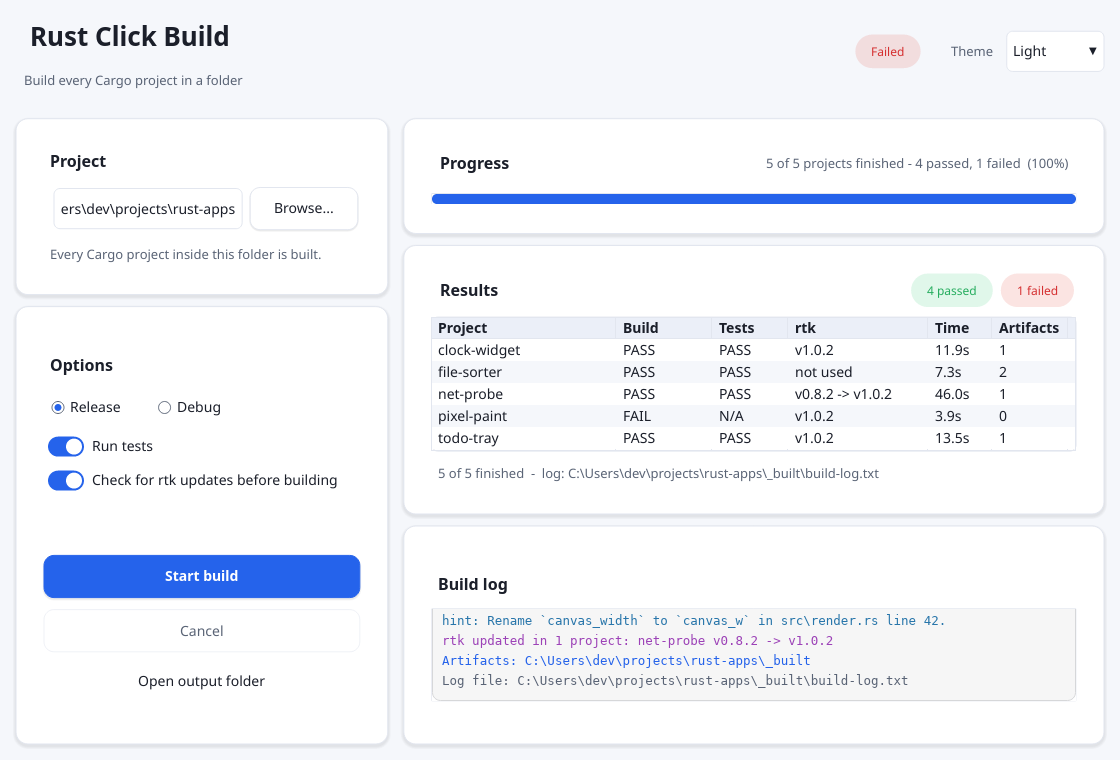 Rust Click Build
Build every Cargo project in a folder
Failed
Theme
Light
Project
ers\dev\projects\rust-apps
Browse...
Every Cargo project inside this folder is built.
Options
Release Debug
Run tests
Check for rtk updates before building
Start build
Cancel
Open output folder
Progress
5 of 5 projects finished - 4 passed, 1 failed (100%)
Results
4 passed
1 failed
Project Build Tests rtk Time Artifacts
clock-widget PASS PASS v1.0.2 11.9s 1
file-sorter PASS PASS not used 7.3s 2
net-probe PASS PASS v0.8.2 -> v1.0.2 46.0s 1
pixel-paint FAIL N/A v1.0.2 3.9s 0
todo-tray PASS PASS v1.0.2 13.5s 1
5 of 5 finished - log: C:\Users\dev\projects\rust-apps\_built\build-log.txt
Build log
hint: Rename `canvas_width` to `canvas_w` in src\render.rs line 42.
rtk updated in 1 project: net-probe v0.8.2 -> v1.0.2
Artifacts: C:\Users\dev\projects\rust-apps\_built
Log file: C:\Users\dev\projects\rust-apps\_built\build-log.txt